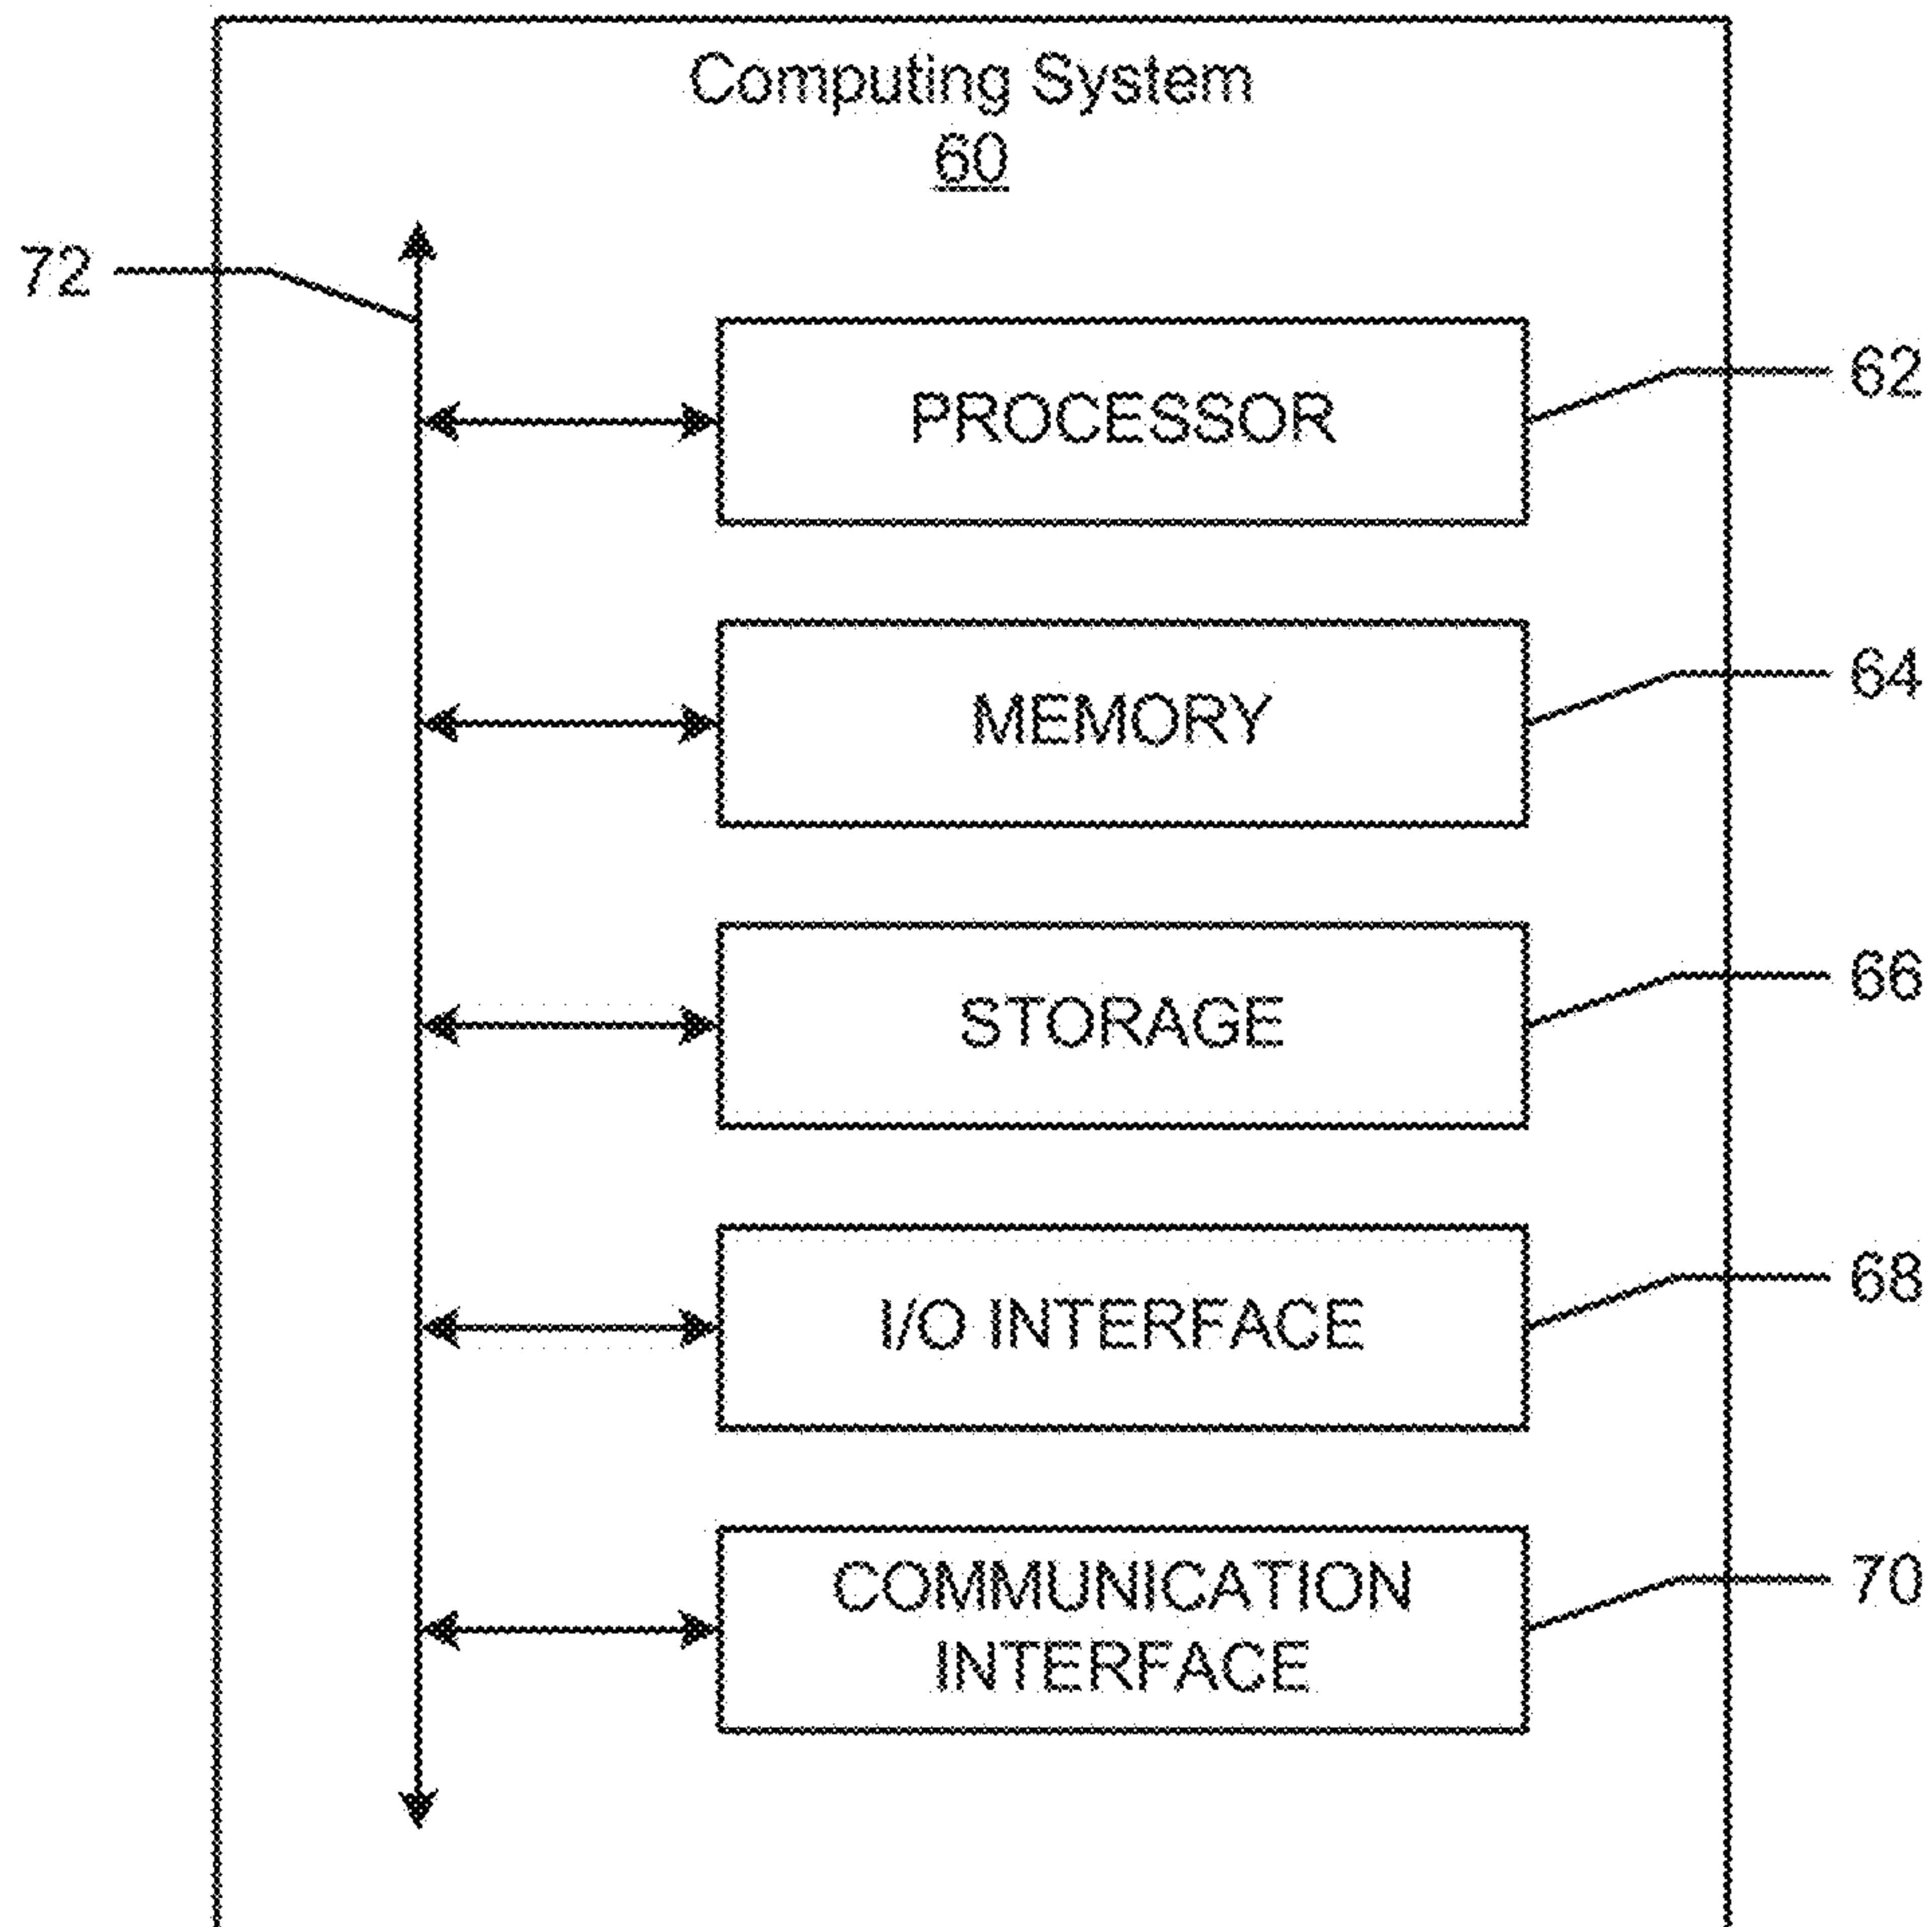 Computing System
60
72
PROCESSOR
62
MEMORY
64
STORAGE
66
I/O INTERFACE
68
COMMUNICATION
INTERFACE
70